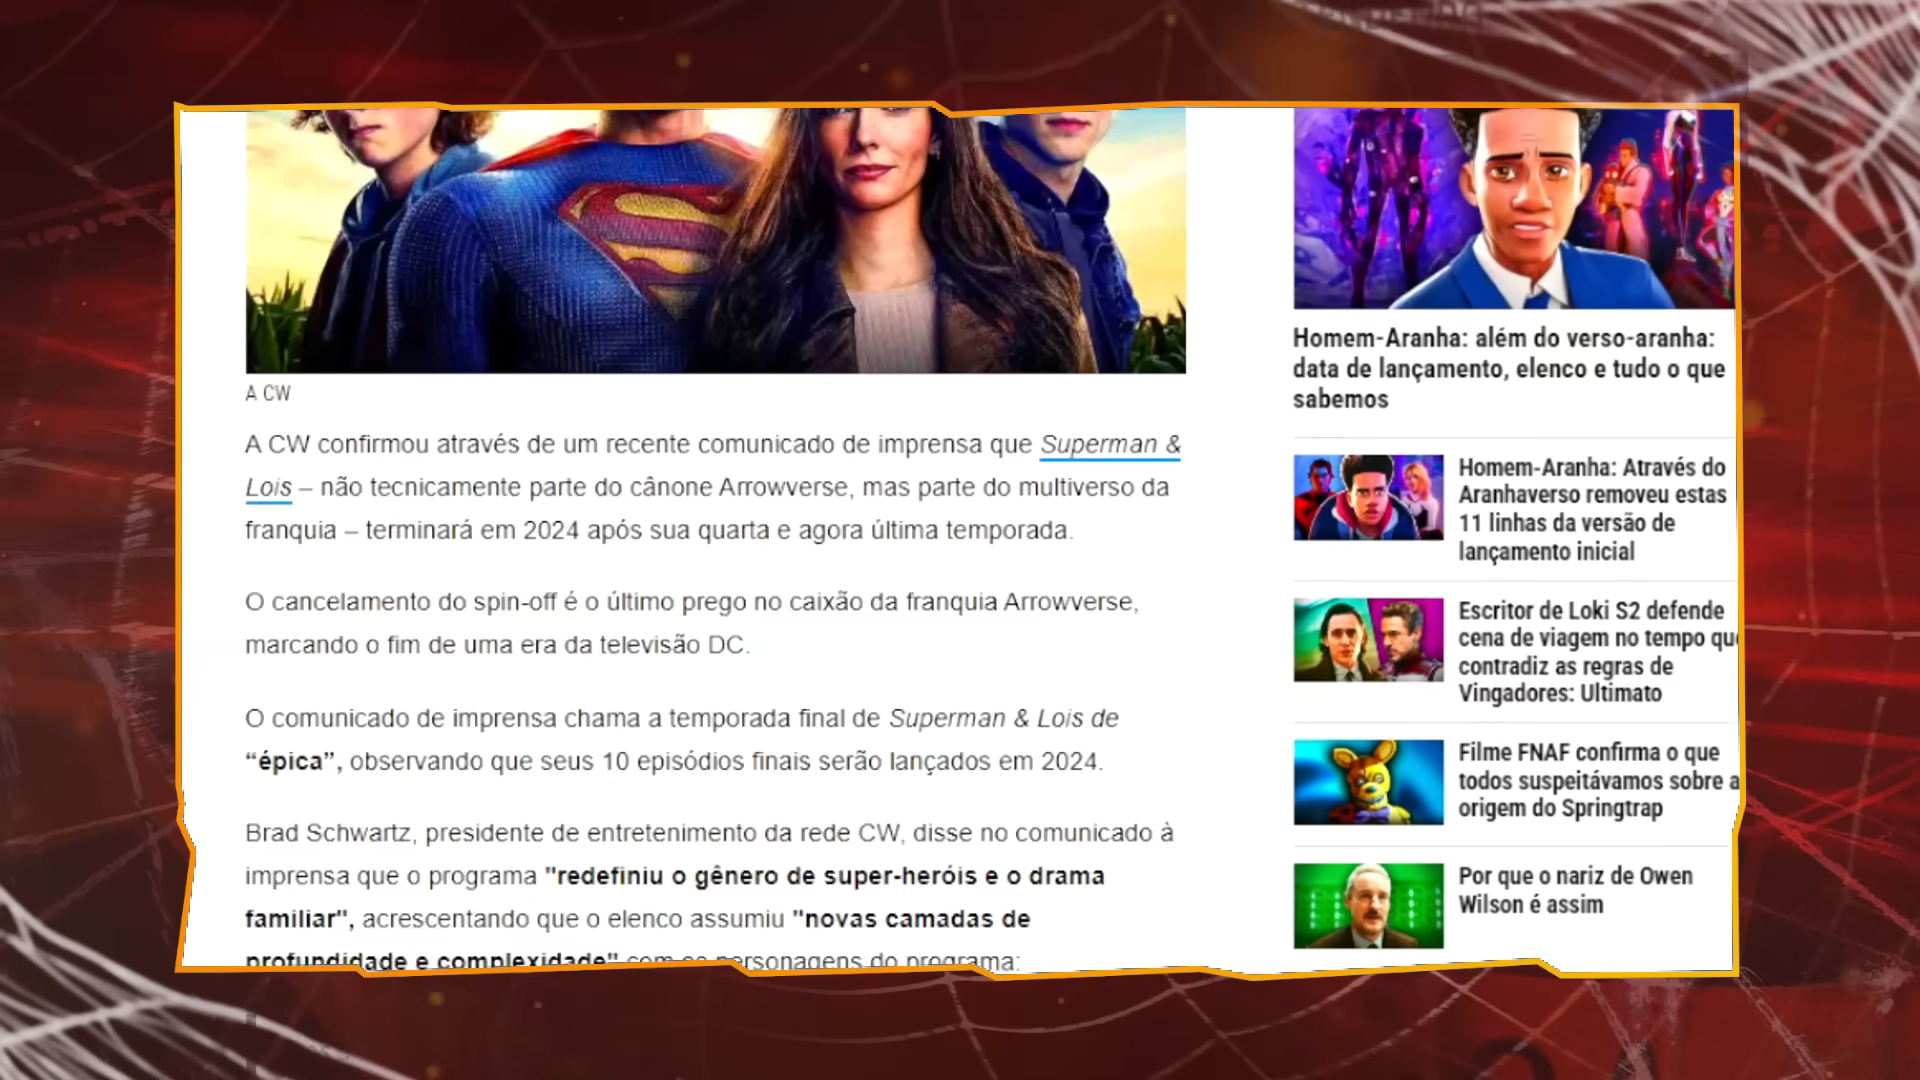 A CW
A CW confirmou através de um recente comunicado de imprensa que Superman &
Lois – não tecnicamente parte do cânone Arrowverse, mas parte do multiverso da
franquia – terminará em 2024 após sua quarta e agora última temporada.
O cancelamento do spin-off é o último prego no caixão da franquia Arrowverse,
marcando o fim de uma era da televisão DC.
O comunicado de imprensa chama a temporada final de Superman & Lois de
“épica”, observando que seus 10 episódios finais serão lançados em 2024.
Brad Schwartz, presidente de entretenimento da rede CW, disse no comunicado à
imprensa que o programa "redefiniu o gênero de super-heróis e o drama
familiar", acrescentando que o elenco assumiu "novas camadas de
profundidade e complexidade" com os personagens do programa:
Homem-Aranha: além do verso-aranha:
data de lançamento, elenco e tudo o que
sabemos
Homem-Aranha: Através do
Aranhaverso removeu estas
11 linhas da versão de
lançamento inicial
Escritor de Loki S2 defende
cena de viagem no tempo que
contradiz as regras de
Vingadores: Ultimato
Filme FNAF confirma o que
todos suspeitávamos sobre a
origem do Springtrap
Por que o nariz de Owen
Wilson é assim